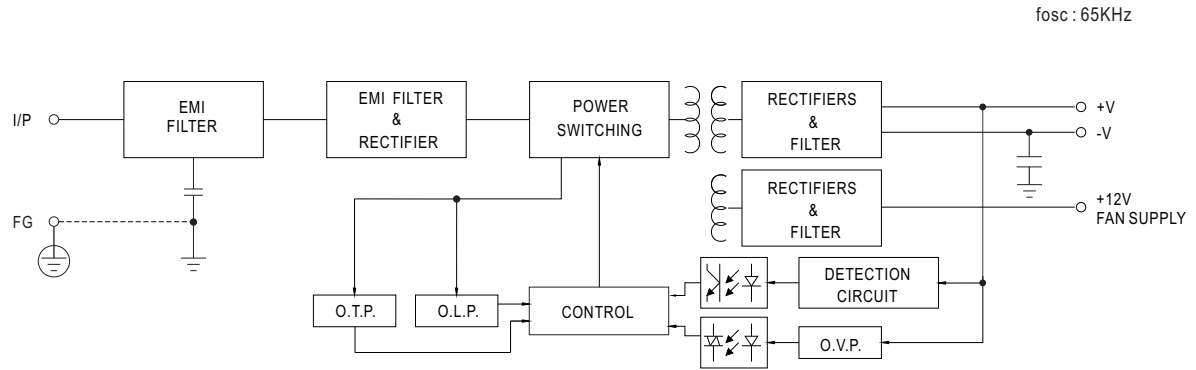 fosc : 65KHz
I/P
EMI
FILTER
EMI FILTER
&
RECTIFIER
POWER
SWITCHING
RECTIFIERS
&
FILTER
+V
-V
RECTIFIERS
&
FILTER
+12V
FAN SUPPLY
FG
O.T.P.
O.L.P.
CONTROL
DETECTION
CIRCUIT
O.V.P.